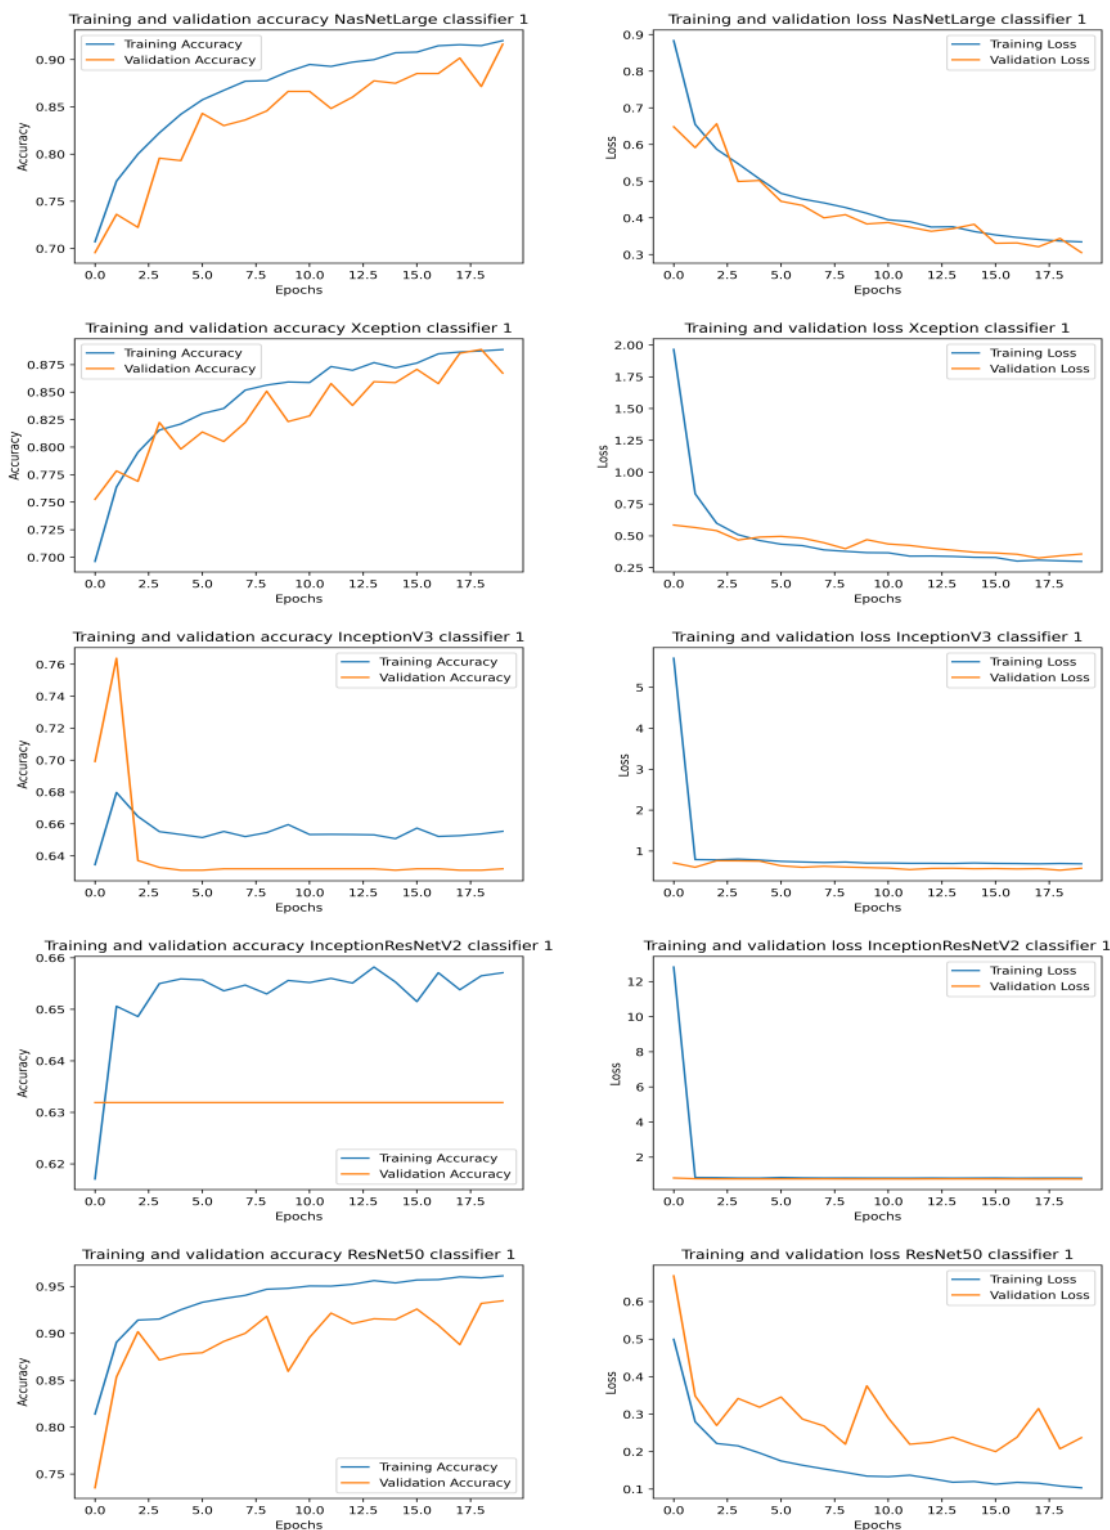 Training and validation accuracy NasNetLarge classifier 1
Training Accuracy
Validation Accuracy
0.90
0.85
0.80
0.75
0.70
Accuracy
0.0 2.5 5.0 7.5 10.0 12.5 15.0 17.5
Epochs
Training and validation loss NasNetLarge classifier 1
Training Loss
Validation Loss
0.9
0.8
0.7
0.6
0.5
0.4
0.3
Loss
0.0 2.5 5.0 7.5 10.0 12.5 15.0 17.5
Epochs
Training and validation accuracy Xception classifier 1
Training Accuracy
Validation Accuracy
0.875
0.850
0.825
0.800
0.775
0.750
0.725
0.700
Accuracy
0.0 2.5 5.0 7.5 10.0 12.5 15.0 17.5
Epochs
Training and validation loss Xception classifier 1
Training Loss
Validation Loss
2.00
1.75
1.50
1.25
1.00
0.75
0.50
0.25
Loss
0.0 2.5 5.0 7.5 10.0 12.5 15.0 17.5
Epochs
Training and validation accuracy InceptionV3 classifier 1
Training Accuracy
Validation Accuracy
0.76
0.74
0.72
0.70
0.68
0.66
0.64
Accuracy
0.0 2.5 5.0 7.5 10.0 12.5 15.0 17.5
Epochs
Training and validation loss InceptionV3 classifier 1
Training Loss
Validation Loss
5
4
3
2
1
Loss
0.0 2.5 5.0 7.5 10.0 12.5 15.0 17.5
Epochs
Training and validation accuracy InceptionResNetV2 classifier 1
0.66
0.65
0.64
0.63
0.62
Accuracy
Training Accuracy
Validation Accuracy
0.0 2.5 5.0 7.5 10.0 12.5 15.0 17.5
Epochs
Training and validation loss InceptionResNetV2 classifier 1
Training Loss
Validation Loss
12
10
8
6
4
2
Loss
0.0 2.5 5.0 7.5 10.0 12.5 15.0 17.5
Epochs
Training and validation accuracy ResNet50 classifier 1
0.95
0.90
0.85
0.80
0.75
Accuracy
Training Accuracy
Validation Accuracy
0.0 2.5 5.0 7.5 10.0 12.5 15.0 17.5
Epochs
Training and validation loss ResNet50 classifier 1
Training Loss
Validation Loss
0.6
0.5
0.4
0.3
0.2
0.1
Loss
0.0 2.5 5.0 7.5 10.0 12.5 15.0 17.5
Epochs